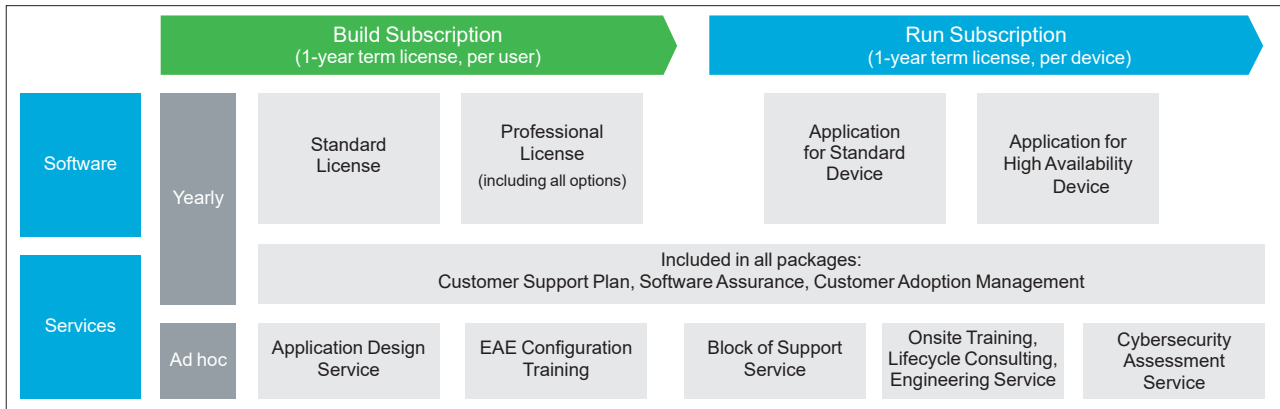 Build Subscription
(1-year term license, per user)
Run Subscription
(1-year term license, per device)
Software
Yearly
Standard
License
Professional
License
(including all options)
Application
for Standard
Device
Application for
High Availability
Device
Services
Included in all packages:
Customer Support Plan, Software Assurance, Customer Adoption Management
Ad hoc
Application Design
Service
EAE Configuration
Training
Block of Support
Service
Onsite Training,
Lifecycle Consulting,
Engineering Service
Cybersecurity
Assessment
Service